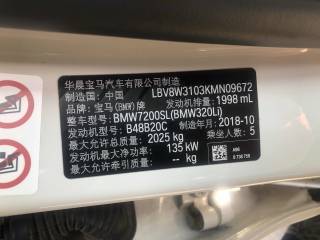 华晨宝马汽车有限公司制造
制造国：中国 LBV8W3103KMN09672
品牌：宝马(BMW)牌 发动机排量：1998 mL
整车型号：BMW7200SL(BMW320Li)
发动机型号：B48B20C 制造年月：2018-10
最大允许总质量：2025 kg 乘坐人数：5
发动机最大净功率：135 kW
最大允许牵引质量：-- kg
A96